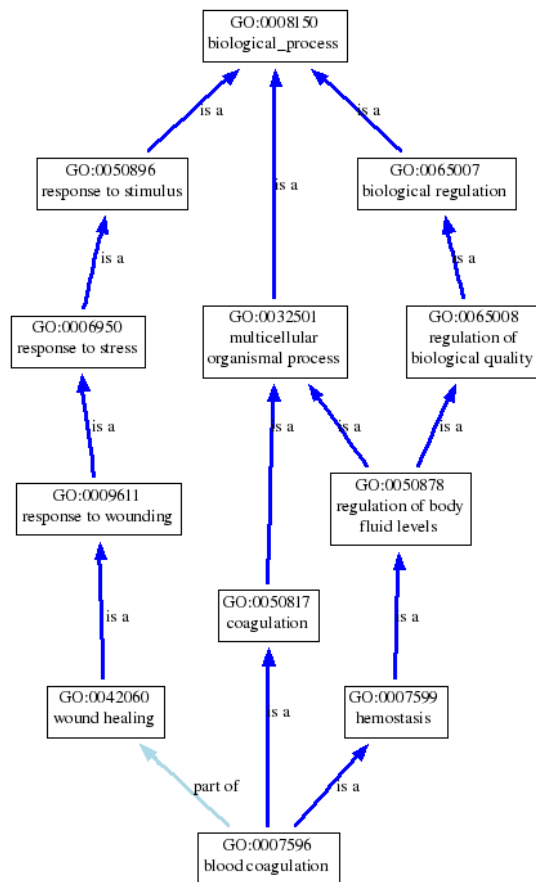 GO:0008150
biological_process
is a
is a
is a
GO:0050896
response to stimulus
GO:0065007
biological regulation
is a
is a
GO:0006950
response to stress
GO:0032501
multicellular
organismal process
GO:0065008
regulation of
biological quality
is a
is a
is a
is a
GO:0009611
response to wounding
GO:0050878
regulation of body
fluid levels
GO:0050817
coagulation
is a
is a
GO:0042060
wound healing
GO:0007599
hemostasis
is a
part of
is a
GO:0007596
blood coagulation